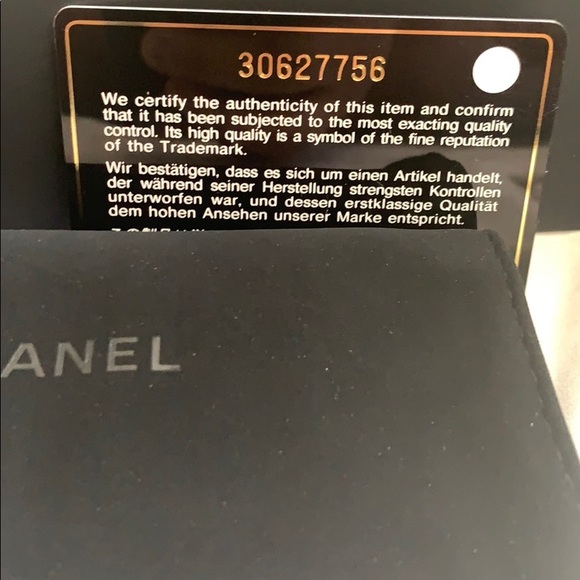 30627756
We certify the authenticity of this item and confirm
that it has been subjected to the most exacting quality
control. Its high quality is a symbol of the fine reputation
of the Trademark.
Wir bestätigen, dass es sich um einen Artikel handelt,
der während seiner Herstellung strengsten Kontrollen
unterworfen war, und dessen erstklassige Qualität
dem hohen Ansehen unserer Marke entspricht.
ANEL